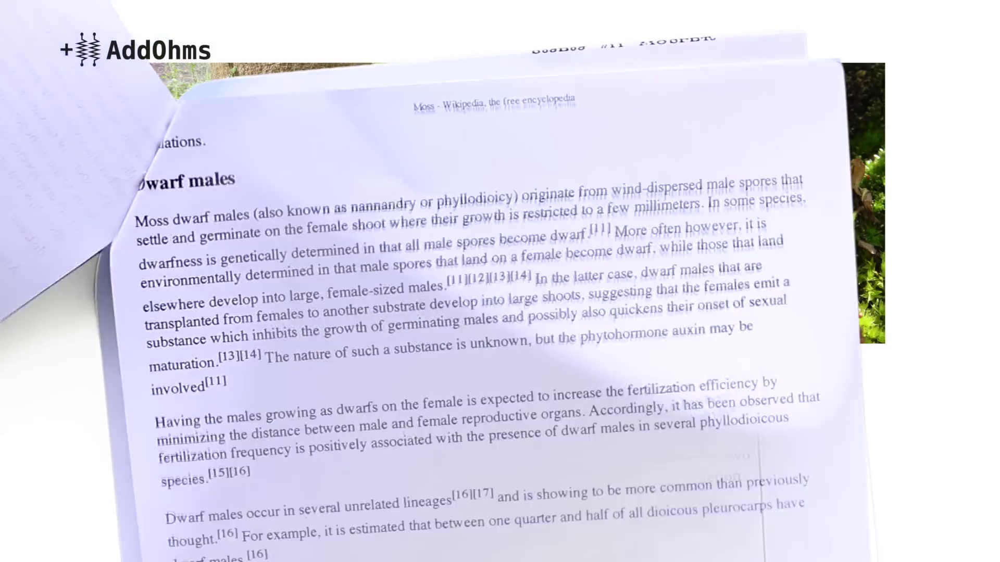 + AddOhms
#11 MOSFET
Moss - Wikipedia, the free encyclopedia
lations.
Dwarf males
Moss dwarf males (also known as nannandry or phyllodioicy) originate from wind-dispersed male spores that
settle and germinate on the female shoot where their growth is restricted to a few millimeters. In some species,
dwarfness is genetically determined in that all male spores become dwarf.[11] More often however, it is
environmentally determined in that male spores that land on a female become dwarf, while those that land
elsewhere develop into large, female-sized males.[11][12][13][14] In the latter case, dwarf males that are
transplanted from females to another substrate develop into large shoots, suggesting that the females emit a
substance which inhibits the growth of germinating males and possibly also quickens their onset of sexual
maturation.[13][14] The nature of such a substance is unknown, but the phytohormone auxin may be
involved[11]
Having the males growing as dwarfs on the female is expected to increase the fertilization efficiency by
minimizing the distance between male and female reproductive organs. Accordingly, it has been observed that
fertilization frequency is positively associated with the presence of dwarf males in several phyllodioicous
species.[15][16]
Dwarf males occur in several unrelated lineages[16][17] and is showing to be more common than previously
thought.[16] For example, it is estimated that between one quarter and half of all dioicous pleurocarps have
dwarf males.[16]